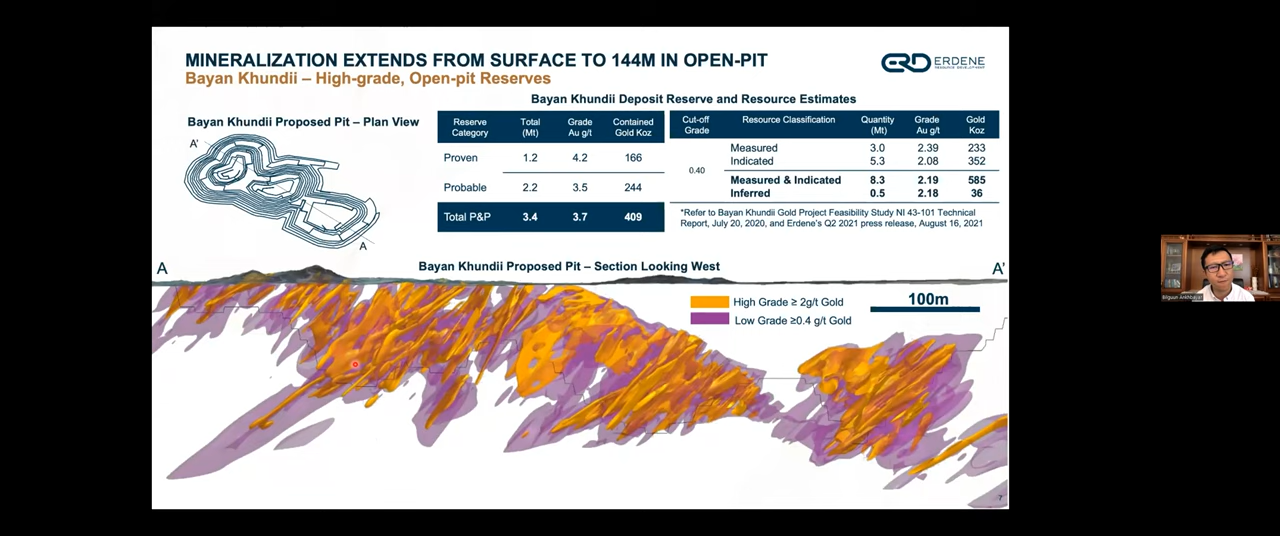 MINERALIZATION EXTENDS FROM SURFACE TO 144M IN OPEN-PIT
Bayan Khundii – High-grade, Open-pit Reserves
ERD ERDENE
RESOURCE DEVELOPMENT
Bayan Khundii Deposit Reserve and Resource Estimates
Bayan Khundii Proposed Pit – Plan View
A'
A
Reserve Category Total (Mt) Grade Au g/t Contained Gold Koz
Proven 1.2 4.2 166
Probable 2.2 3.5 244
Total P&P 3.4 3.7 409
Cut-off Grade Resource Classification Quantity (Mt) Grade Au g/t Gold Koz
0.40
Measured 3.0 2.39 233
Indicated 5.3 2.08 352
Measured & Indicated 8.3 2.19 585
Inferred 0.5 2.18 36
*Refer to Bayan Khundii Gold Project Feasibility Study NI 43-101 Technical
Report, July 20, 2020, and Erdene's Q2 2021 press release, August 16, 2021
A
Bayan Khundii Proposed Pit – Section Looking West
A'
High Grade ≥ 2g/t Gold
Low Grade ≥0.4 g/t Gold
100m
7
Bilguun Ankhbayar